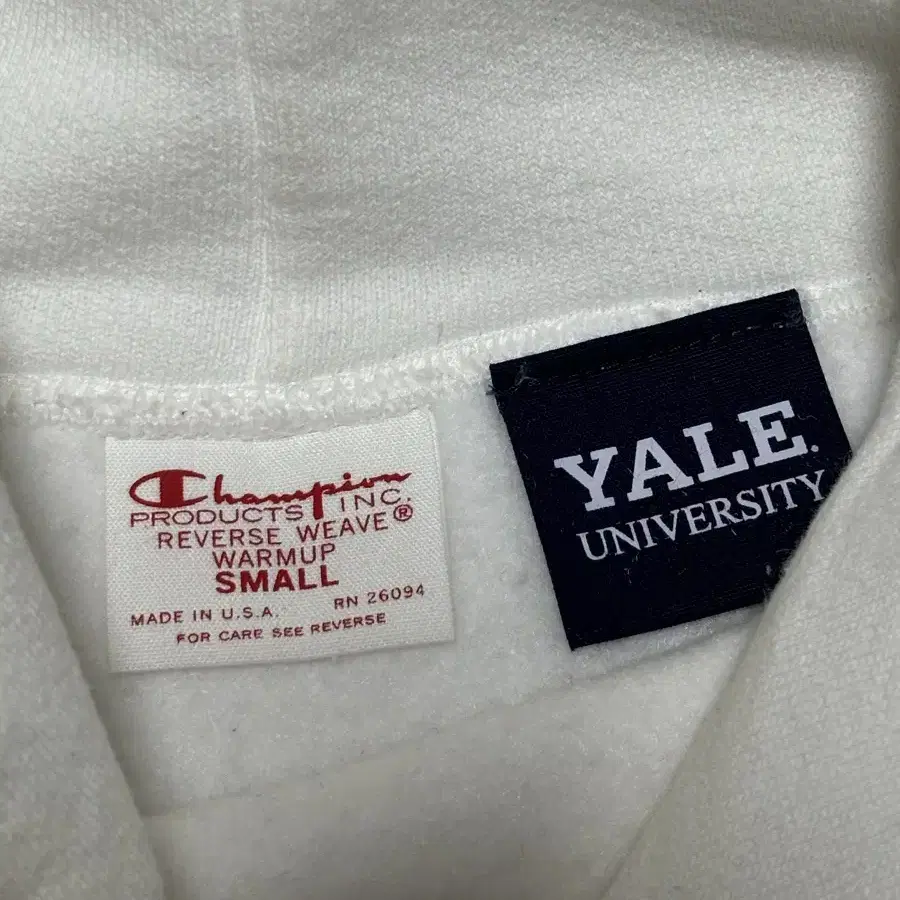 Champion
PRODUCTS INC.
REVERSE WEAVE®
WARMUP
SMALL
MADE IN U.S.A. RN 26094
FOR CARE SEE REVERSE
YALE.
UNIVERSITY